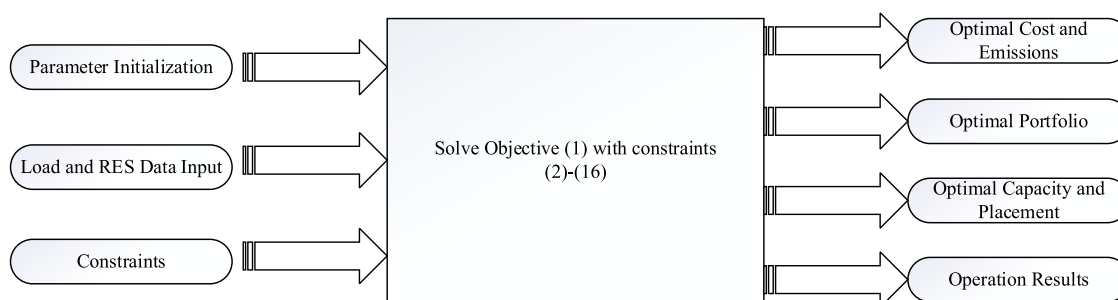 Parameter Initialization
Load and RES Data Input
Constraints
Solve Objective (1) with constraints
(2)-(16)
Optimal Cost and
Emissions
Optimal Portfolio
Optimal Capacity and
Placement
Operation Results